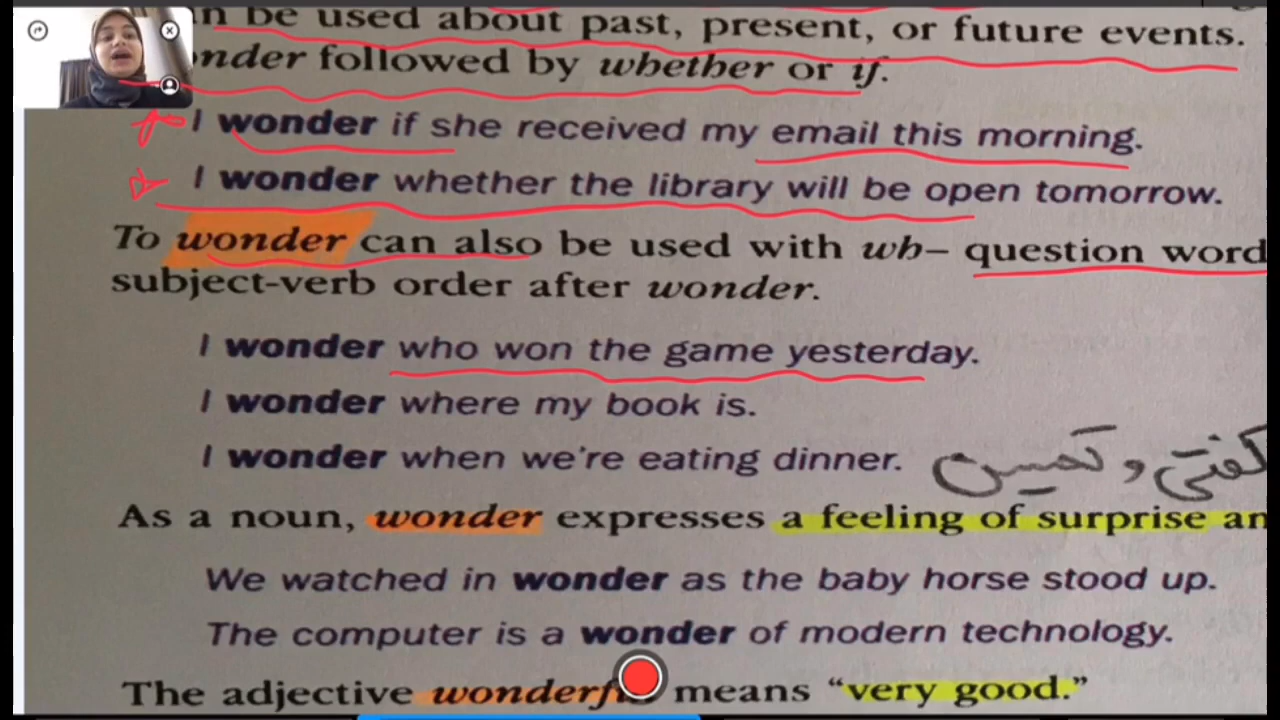 n be used about past, present, or future events.
onder followed by whether or if.
I wonder if she received my email this morning.
I wonder whether the library will be open tomorrow.
To wonder can also be used with wh– question word
subject-verb order after wonder.
I wonder who won the game yesterday.
I wonder where my book is.
I wonder when we're eating dinner.
گفتی و تحسین
As a noun, wonder expresses a feeling of surprise an
We watched in wonder as the baby horse stood up.
The computer is a wonder of modern technology.
The adjective wonderf means “very good.”